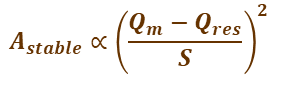 A_stable ∝ ((Q_m − Q_res) / S)^2